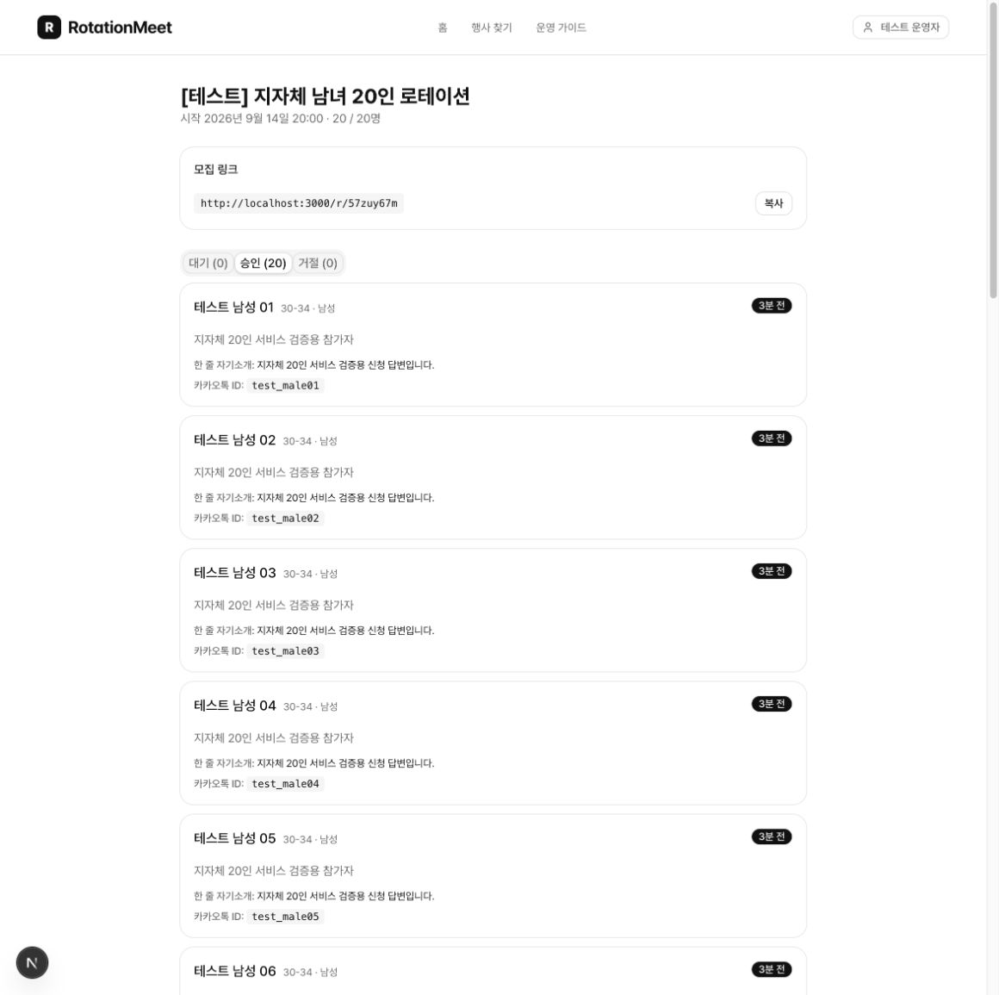 R RotationMeet
홈 행사 찾기 운영 가이드
테스트 운영자
[테스트] 지자체 남녀 20인 로테이션
시작 2026년 9월 14일 20:00 · 20 / 20명
모집 링크
http://localhost:3000/r/57zuy67m
복사
대기 (0) 승인 (20) 거절 (0)
테스트 남성 01 30-34 · 남성
3분 전
지자체 20인 서비스 검증용 참가자
한 줄 자기소개: 지자체 20인 서비스 검증용 신청 답변입니다.
카카오톡 ID: test_male01
테스트 남성 02 30-34 · 남성
3분 전
지자체 20인 서비스 검증용 참가자
한 줄 자기소개: 지자체 20인 서비스 검증용 신청 답변입니다.
카카오톡 ID: test_male02
테스트 남성 03 30-34 · 남성
3분 전
지자체 20인 서비스 검증용 참가자
한 줄 자기소개: 지자체 20인 서비스 검증용 신청 답변입니다.
카카오톡 ID: test_male03
테스트 남성 04 30-34 · 남성
3분 전
지자체 20인 서비스 검증용 참가자
한 줄 자기소개: 지자체 20인 서비스 검증용 신청 답변입니다.
카카오톡 ID: test_male04
테스트 남성 05 30-34 · 남성
3분 전
지자체 20인 서비스 검증용 참가자
한 줄 자기소개: 지자체 20인 서비스 검증용 신청 답변입니다.
카카오톡 ID: test_male05
테스트 남성 06 30-34 · 남성
3분 전
N